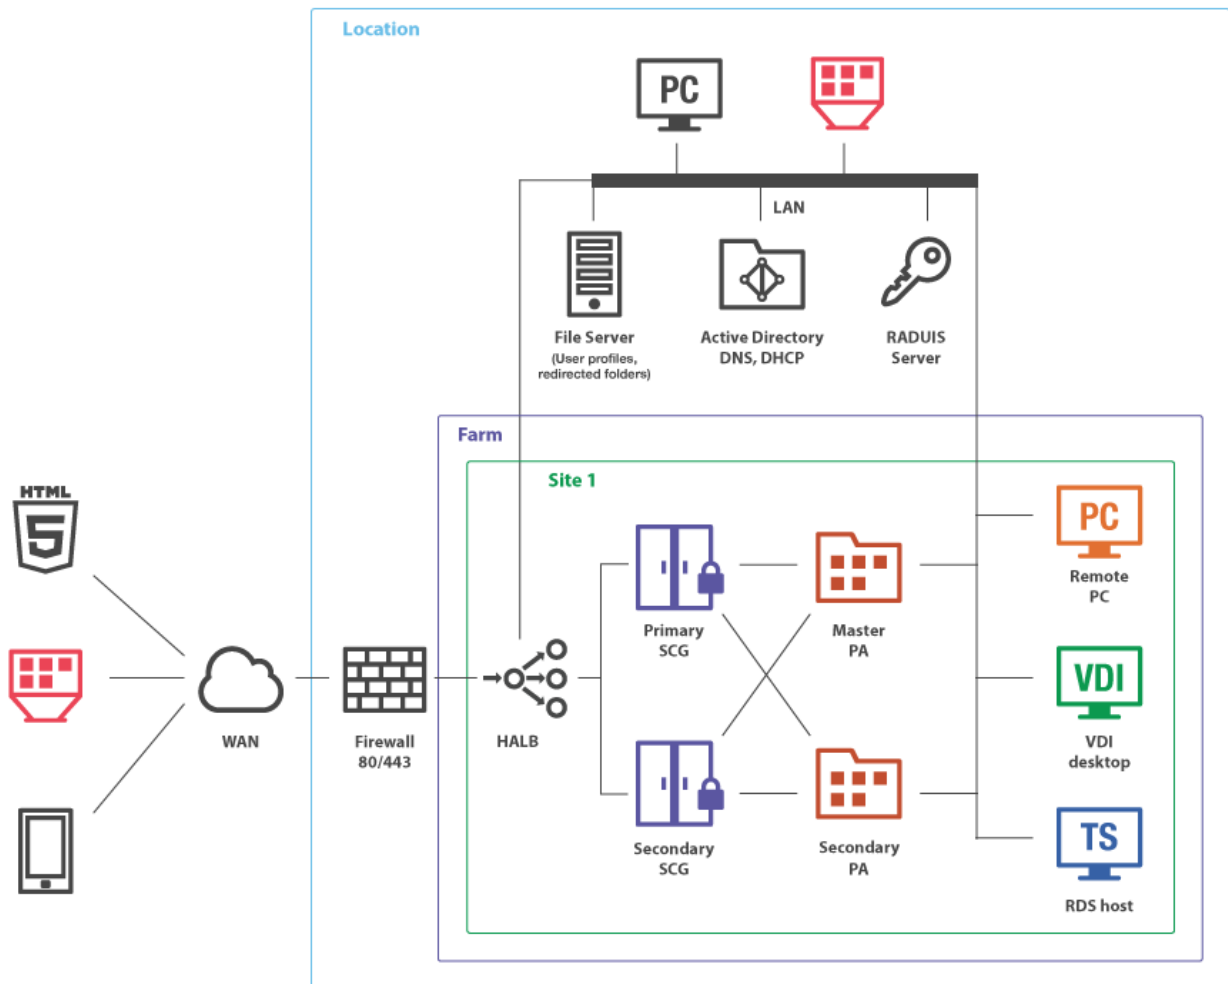 Location
PC
LAN
File Server
(User profiles,
redirected folders)
Active Directory
DNS, DHCP
RADUIS
Server
Farm
Site 1
HTML
5
WAN
Firewall
80/443
HALB
Primary
SCG
Master
PA
Secondary
SCG
Secondary
PA
PC
Remote
PC
VDI
VDI
desktop
TS
RDS host